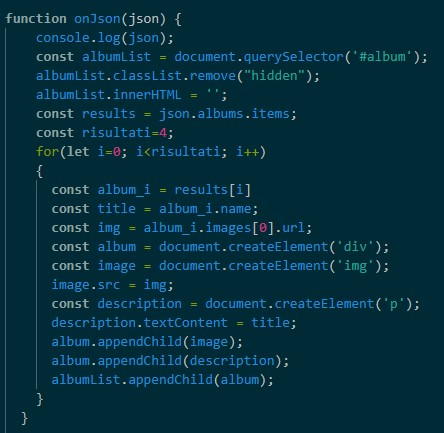 function onJson(json) {
console.log(json);
const albumList = document.querySelector('#album');
albumList.classList.remove("hidden");
albumList.innerHTML = '';
const results = json.albums.items;
const risultati=4;
for(let i=0; i<risultati; i++)
{
const album_i = results[i]
const title = album_i.name;
const img = album_i.images[0].url;
const album = document.createElement('div');
const image = document.createElement('img');
image.src = img;
const description = document.createElement('p');
description.textContent = title;
album.appendChild(image);
album.appendChild(description);
albumList.appendChild(album);
}
}